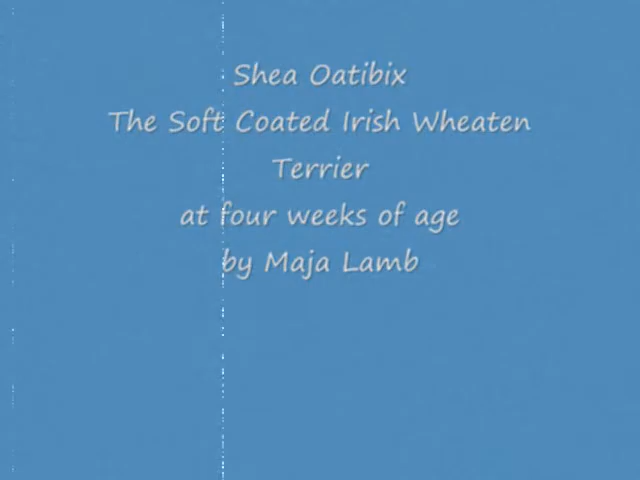 Shea Oatibix
The Soft Coated Irish Wheaten
Terrier
at four weeks of age
by Maja Lamb